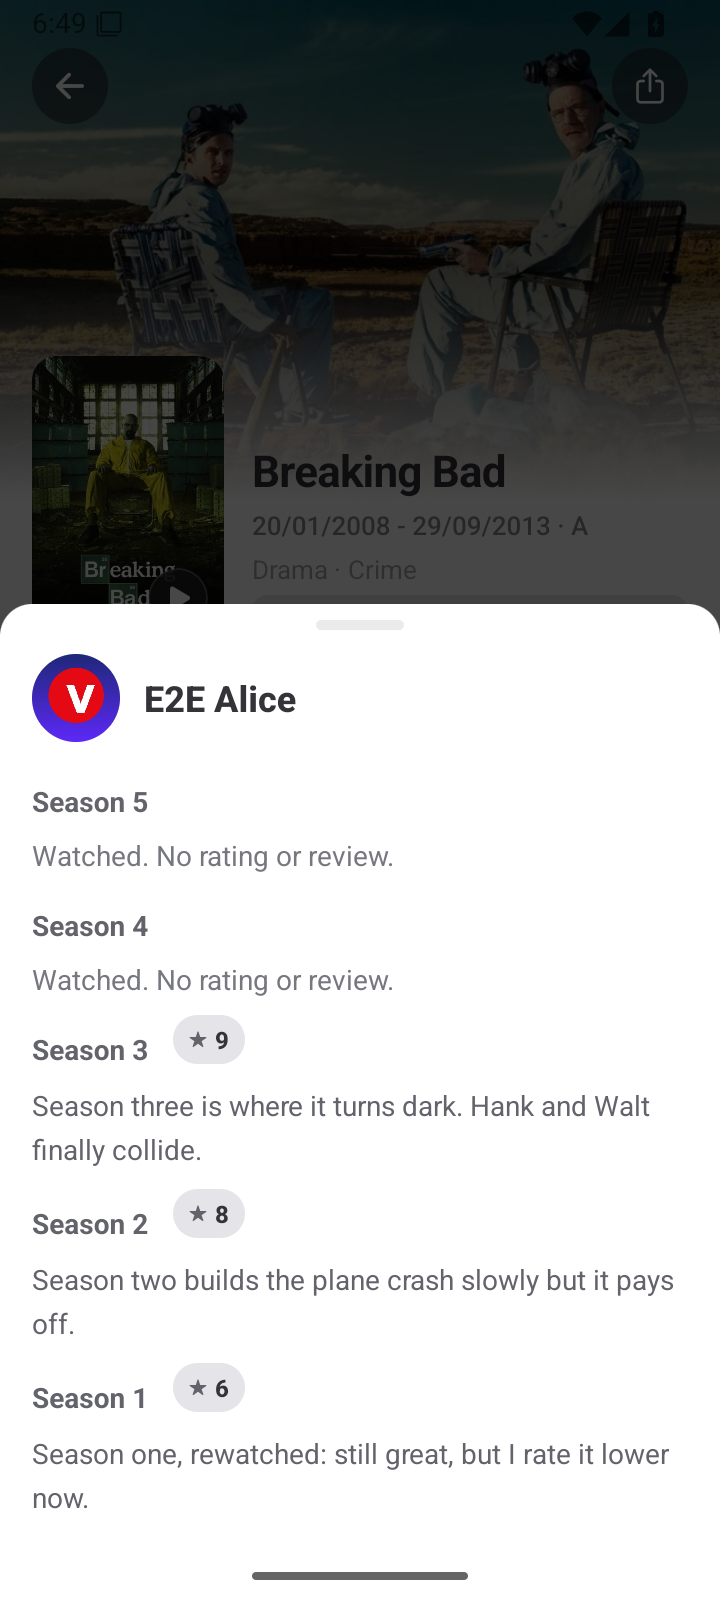 6:49
Breaking Bad
20/01/2008 - 29/09/2013 · A
Drama · Crime
Breaking
Bad
V
E2E Alice
Season 5
Watched. No rating or review.
Season 4
Watched. No rating or review.
Season 3 ★ 9
Season three is where it turns dark. Hank and Walt
finally collide.
Season 2 ★ 8
Season two builds the plane crash slowly but it pays
off.
Season 1 ★ 6
Season one, rewatched: still great, but I rate it lower
now.